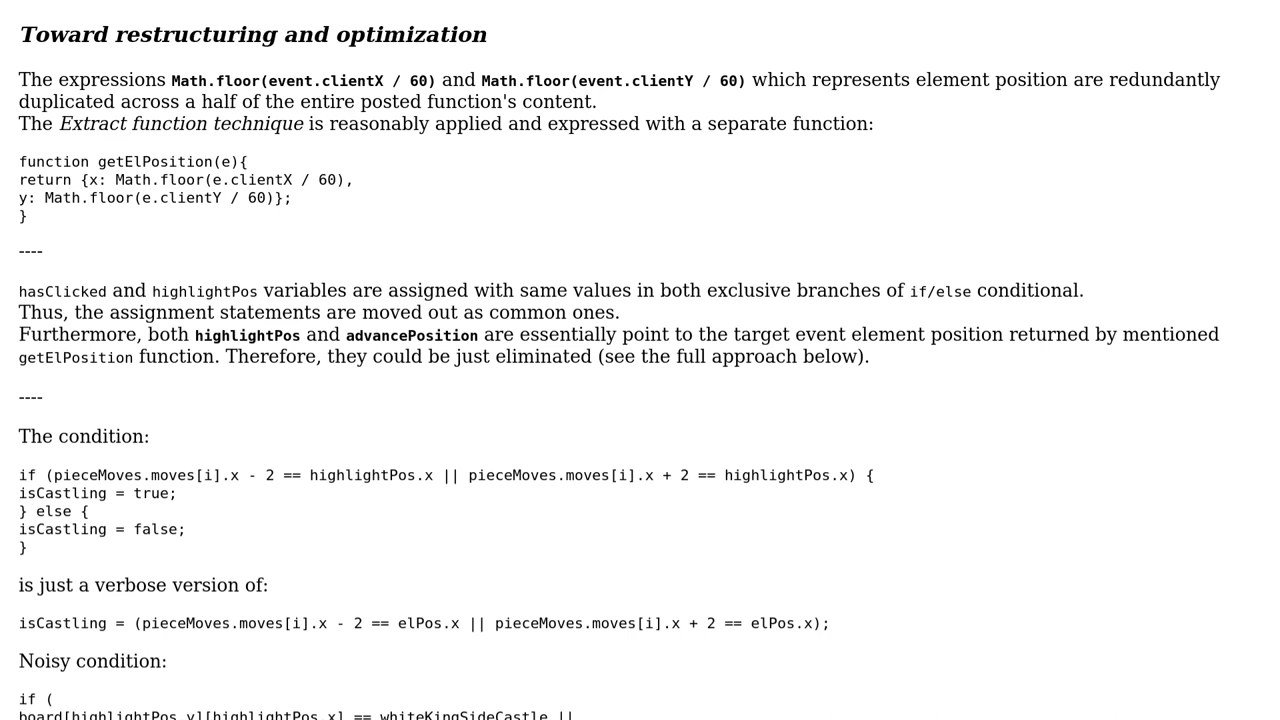 Toward restructuring and optimization
The expressions Math.floor(event.clientX / 60) and Math.floor(event.clientY / 60) which represents element position are redundantly
duplicated across a half of the entire posted function's content.
The Extract function technique is reasonably applied and expressed with a separate function:
function getElPosition(e){
return {x: Math.floor(e.clientX / 60),
y: Math.floor(e.clientY / 60)};
}
----
hasClicked and highlightPos variables are assigned with same values in both exclusive branches of if/else conditional.
Thus, the assignment statements are moved out as common ones.
Furthermore, both highlightPos and advancePosition are essentially point to the target event element position returned by mentioned
getElPosition function. Therefore, they could be just eliminated (see the full approach below).
----
The condition:
if (pieceMoves.moves[i].x - 2 == highlightPos.x || pieceMoves.moves[i].x + 2 == highlightPos.x) {
isCastling = true;
} else {
isCastling = false;
}
is just a verbose version of:
isCastling = (pieceMoves.moves[i].x - 2 == elPos.x || pieceMoves.moves[i].x + 2 == elPos.x);
Noisy condition:
if (
board[highlightPos.y][highlightPos.x] == whiteKingSideCastle ||